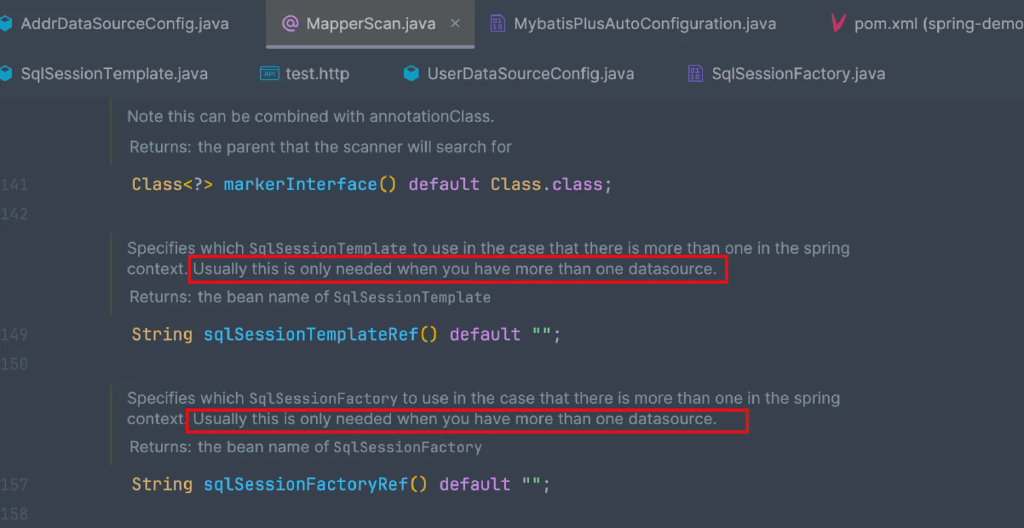 AddrDataSourceConfig.java MapperScan.java × MybatisPlusAutoConfiguration.java pom.xml (spring-demo
SqlSessionTemplate.java API test.http UserDataSourceConfig.java SqlSessionFactory.java
Note this can be combined with annotationClass.
Returns: the parent that the scanner will search for
141 Class<?> markerInterface() default Class.class;
142
Specifies which SqlSessionTemplate to use in the case that there is more than one in the spring
context. Usually this is only needed when you have more than one datasource.
Returns: the bean name of SqlSessionTemplate
149 String sqlSessionTemplateRef() default "";
150
Specifies which SqlSessionFactory to use in the case that there is more than one in the spring
context. Usually this is only needed when you have more than one datasource.
Returns: the bean name of SqlSessionFactory
157 String sqlSessionFactoryRef() default "";
158